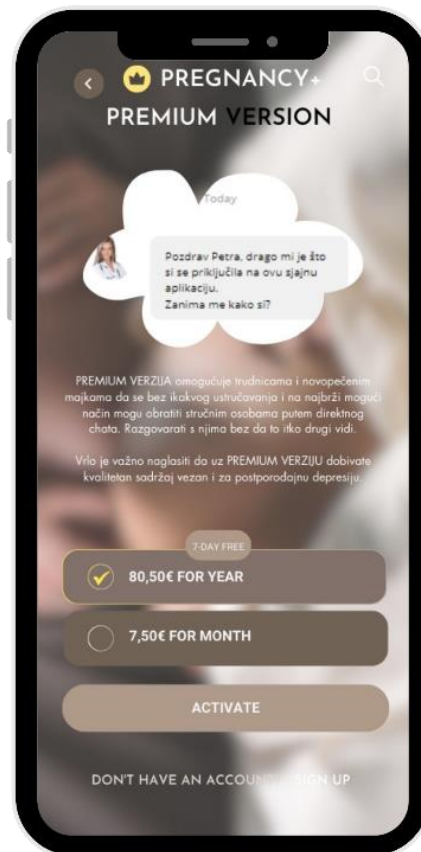 PREGNANCY+
PREMIUM VERSION
Today
Pozdrav Petra, drago mi je što
si se priključila na ovu sjajnu
aplikaciju.
Zanima me kako si?
PREMIUM VERZIJA omogućuje trudnicama i novopečenim
majkama da se bez ikakvog ustručavanja i na najbrži mogući
način mogu obratiti stručnim osobama putem direktnog
chata. Razgovarati s njima bez da to itko drugi vidi.
Vrlo je važno naglasiti da uz PREMIUM VERZIJU dobivate
kvalitetan sadržaj vezan i za postporođajnu depresiju.
7-DAY FREE
80,50€ FOR YEAR
7,50€ FOR MONTH
ACTIVATE
DON'T HAVE AN ACCOUNT SIGN UP